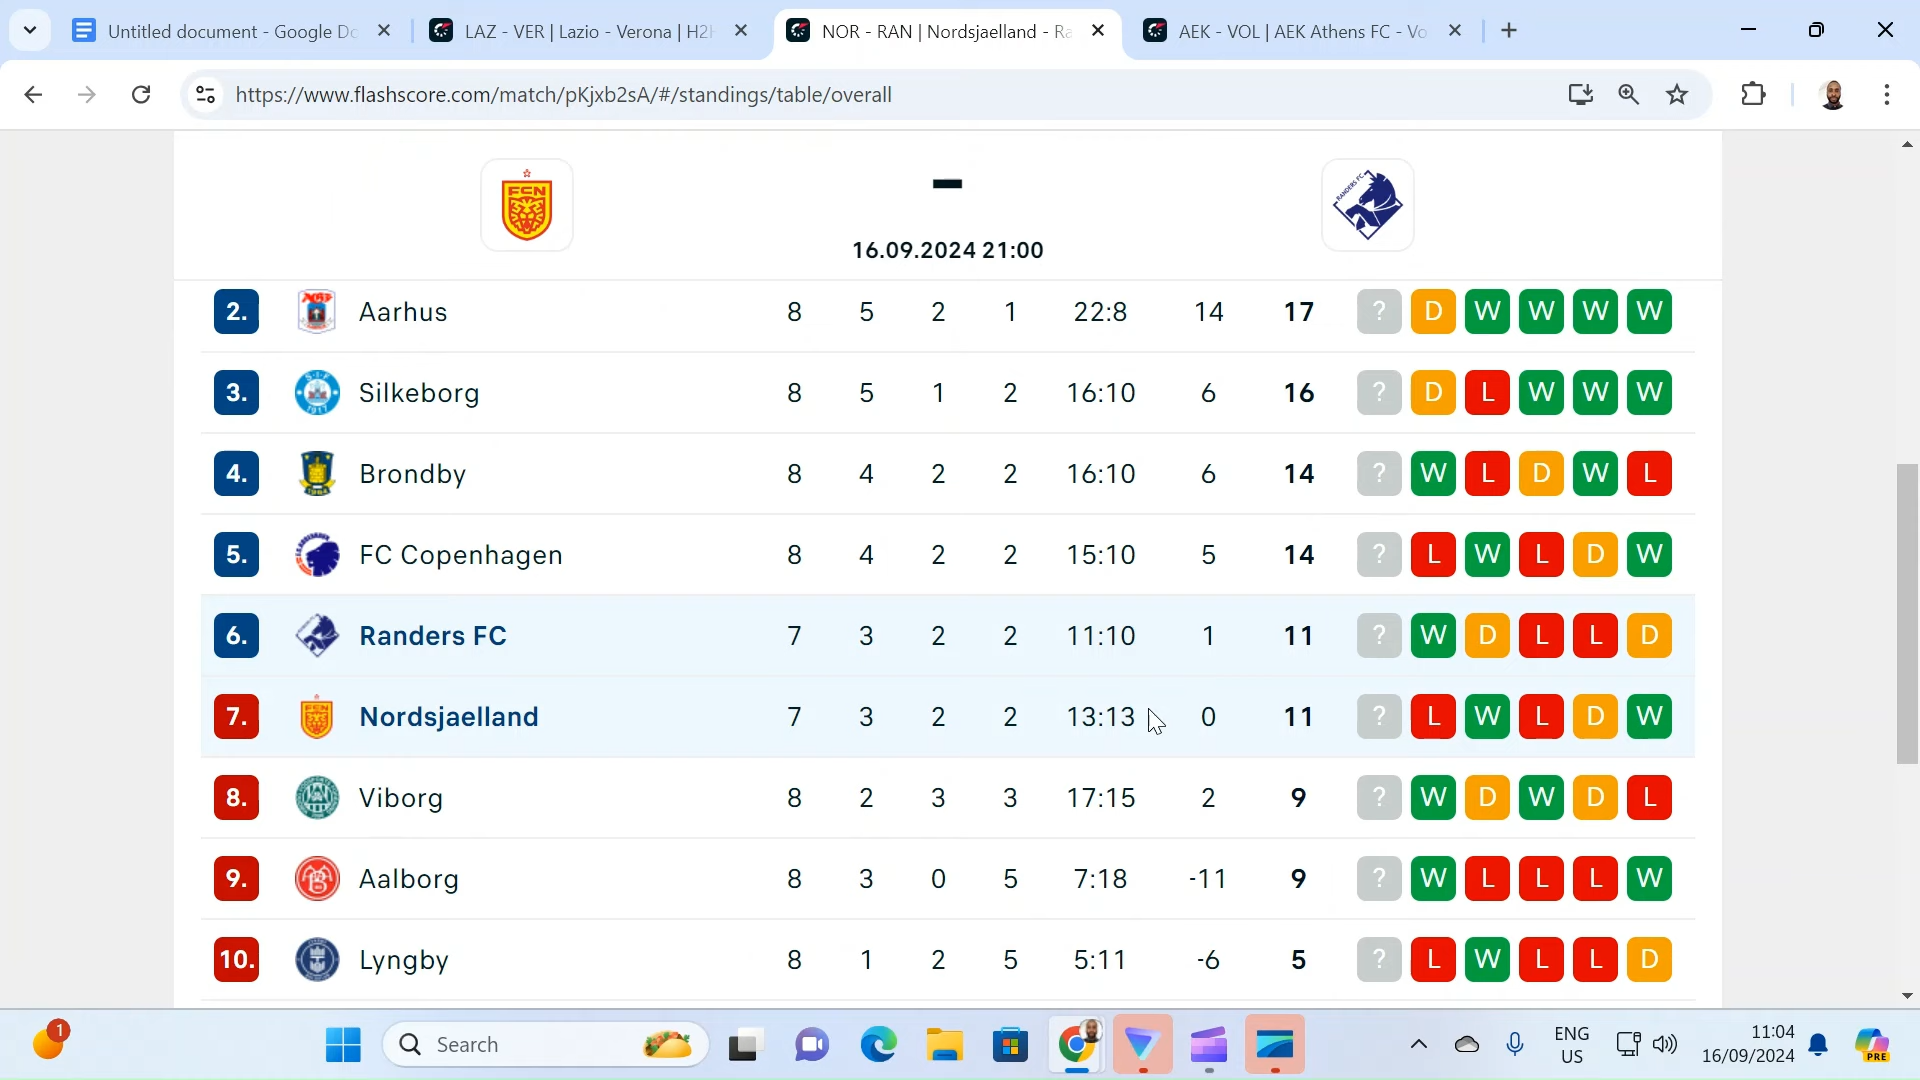 Untitled document - Google Do
LAZ - VER | Lazio - Verona | H2H
NOR - RAN | Nordsjaelland - Ra
AEK - VOL | AEK Athens FC - Vo
https://www.flashscore.com/match/pKjxb2sA/#/standings/table/overall
FCN
-
RANDERS FC
16.09.2024 21:00
2. Aarhus 8 5 2 1 22:8 14 17 ? D W W W W
3. Silkeborg 8 5 1 2 16:10 6 16 ? D L W W W
4. Brondby 8 4 2 2 16:10 6 14 ? W L D W L
5. FC Copenhagen 8 4 2 2 15:10 5 14 ? L W L D W
6. Randers FC 7 3 2 2 11:10 1 11 ? W D L L D
7. Nordsjaelland 7 3 2 2 13:13 0 11 ? L W L D W
8. Viborg 8 2 3 3 17:15 2 9 ? W D W D L
9. Aalborg 8 3 0 5 7:18 -11 9 ? W L L L W
10. Lyngby 8 1 2 5 5:11 -6 5 ? L W L L D
1
Search
ENG
US
11:04
16/09/2024
PRE